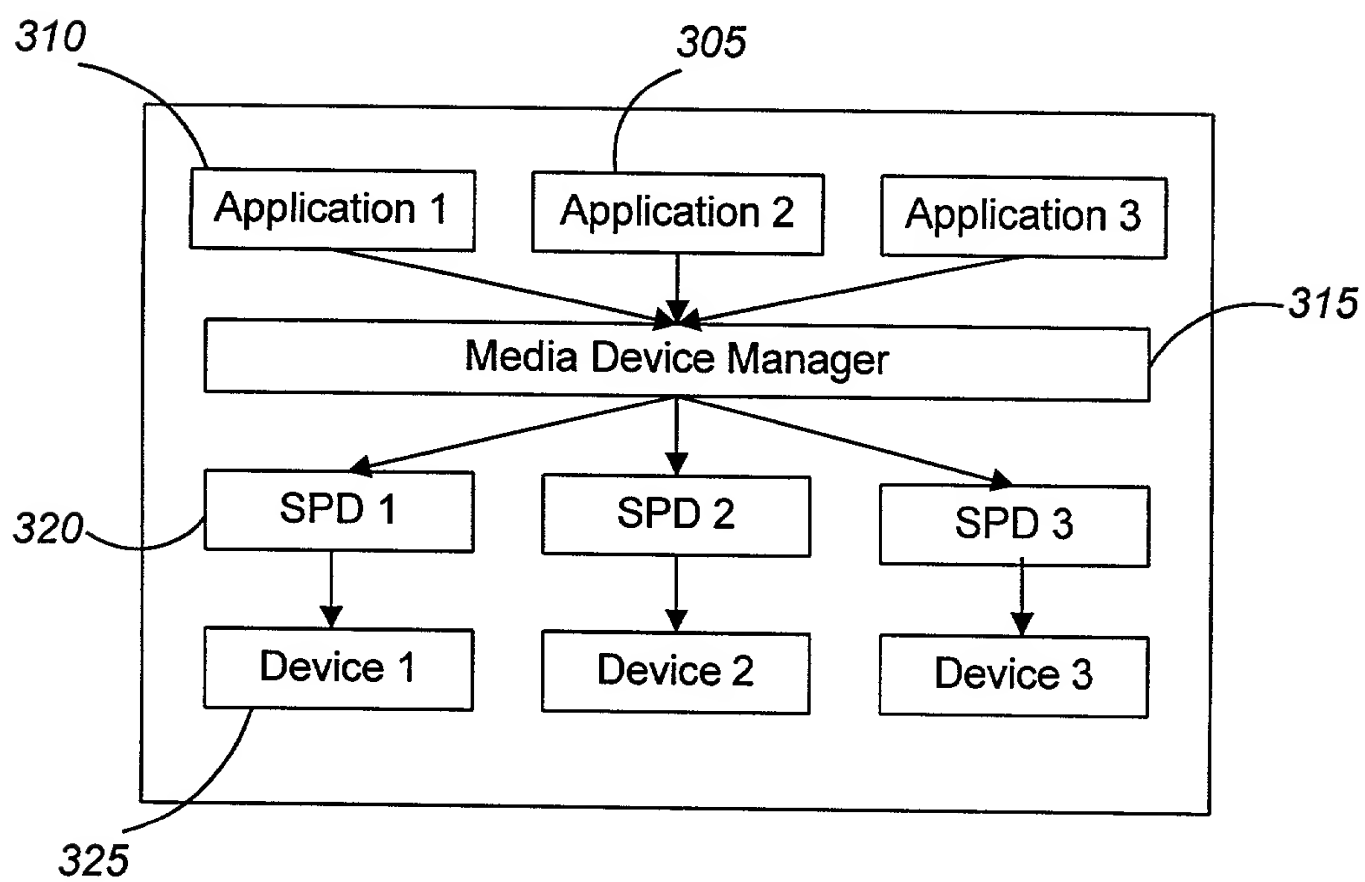 310
305
Application 1
Application 2
Application 3
315
Media Device Manager
SPD 1
SPD 2
SPD 3
320
Device 1
Device 2
Device 3
325